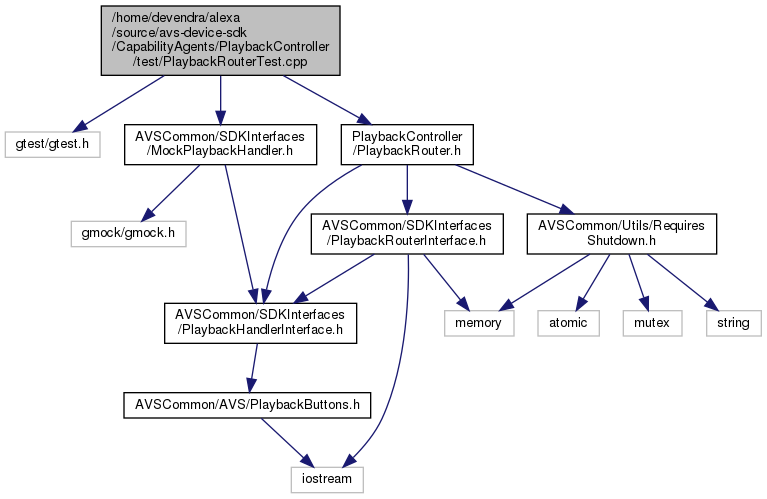 /home/devendra/alexa
/source/avs-device-sdk
/CapabilityAgents/PlaybackController
/test/PlaybackRouterTest.cpp
gtest/gtest.h
AVSCommon/SDKInterfaces
/MockPlaybackHandler.h
PlaybackController
/PlaybackRouter.h
gmock/gmock.h
AVSCommon/SDKInterfaces
/PlaybackRouterInterface.h
AVSCommon/Utils/Requires
Shutdown.h
AVSCommon/SDKInterfaces
/PlaybackHandlerInterface.h
memory
atomic
mutex
string
AVSCommon/AVS/PlaybackButtons.h
iostream